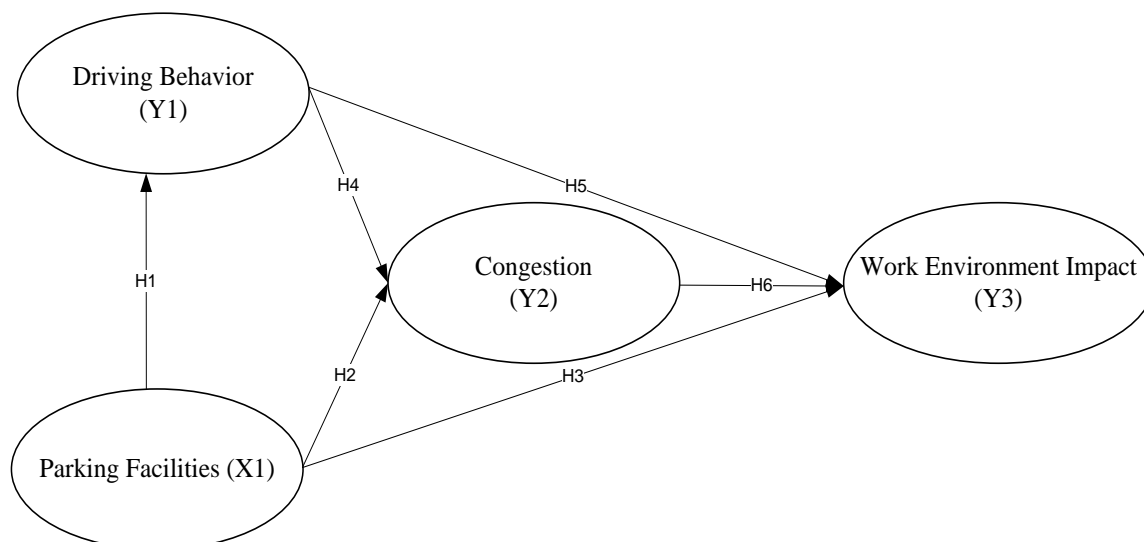 Driving Behavior
(Y1)
H4
H5
Congestion
(Y2)
H6
Work Environment Impact
(Y3)
H1
H2
H3
Parking Facilities (X1)